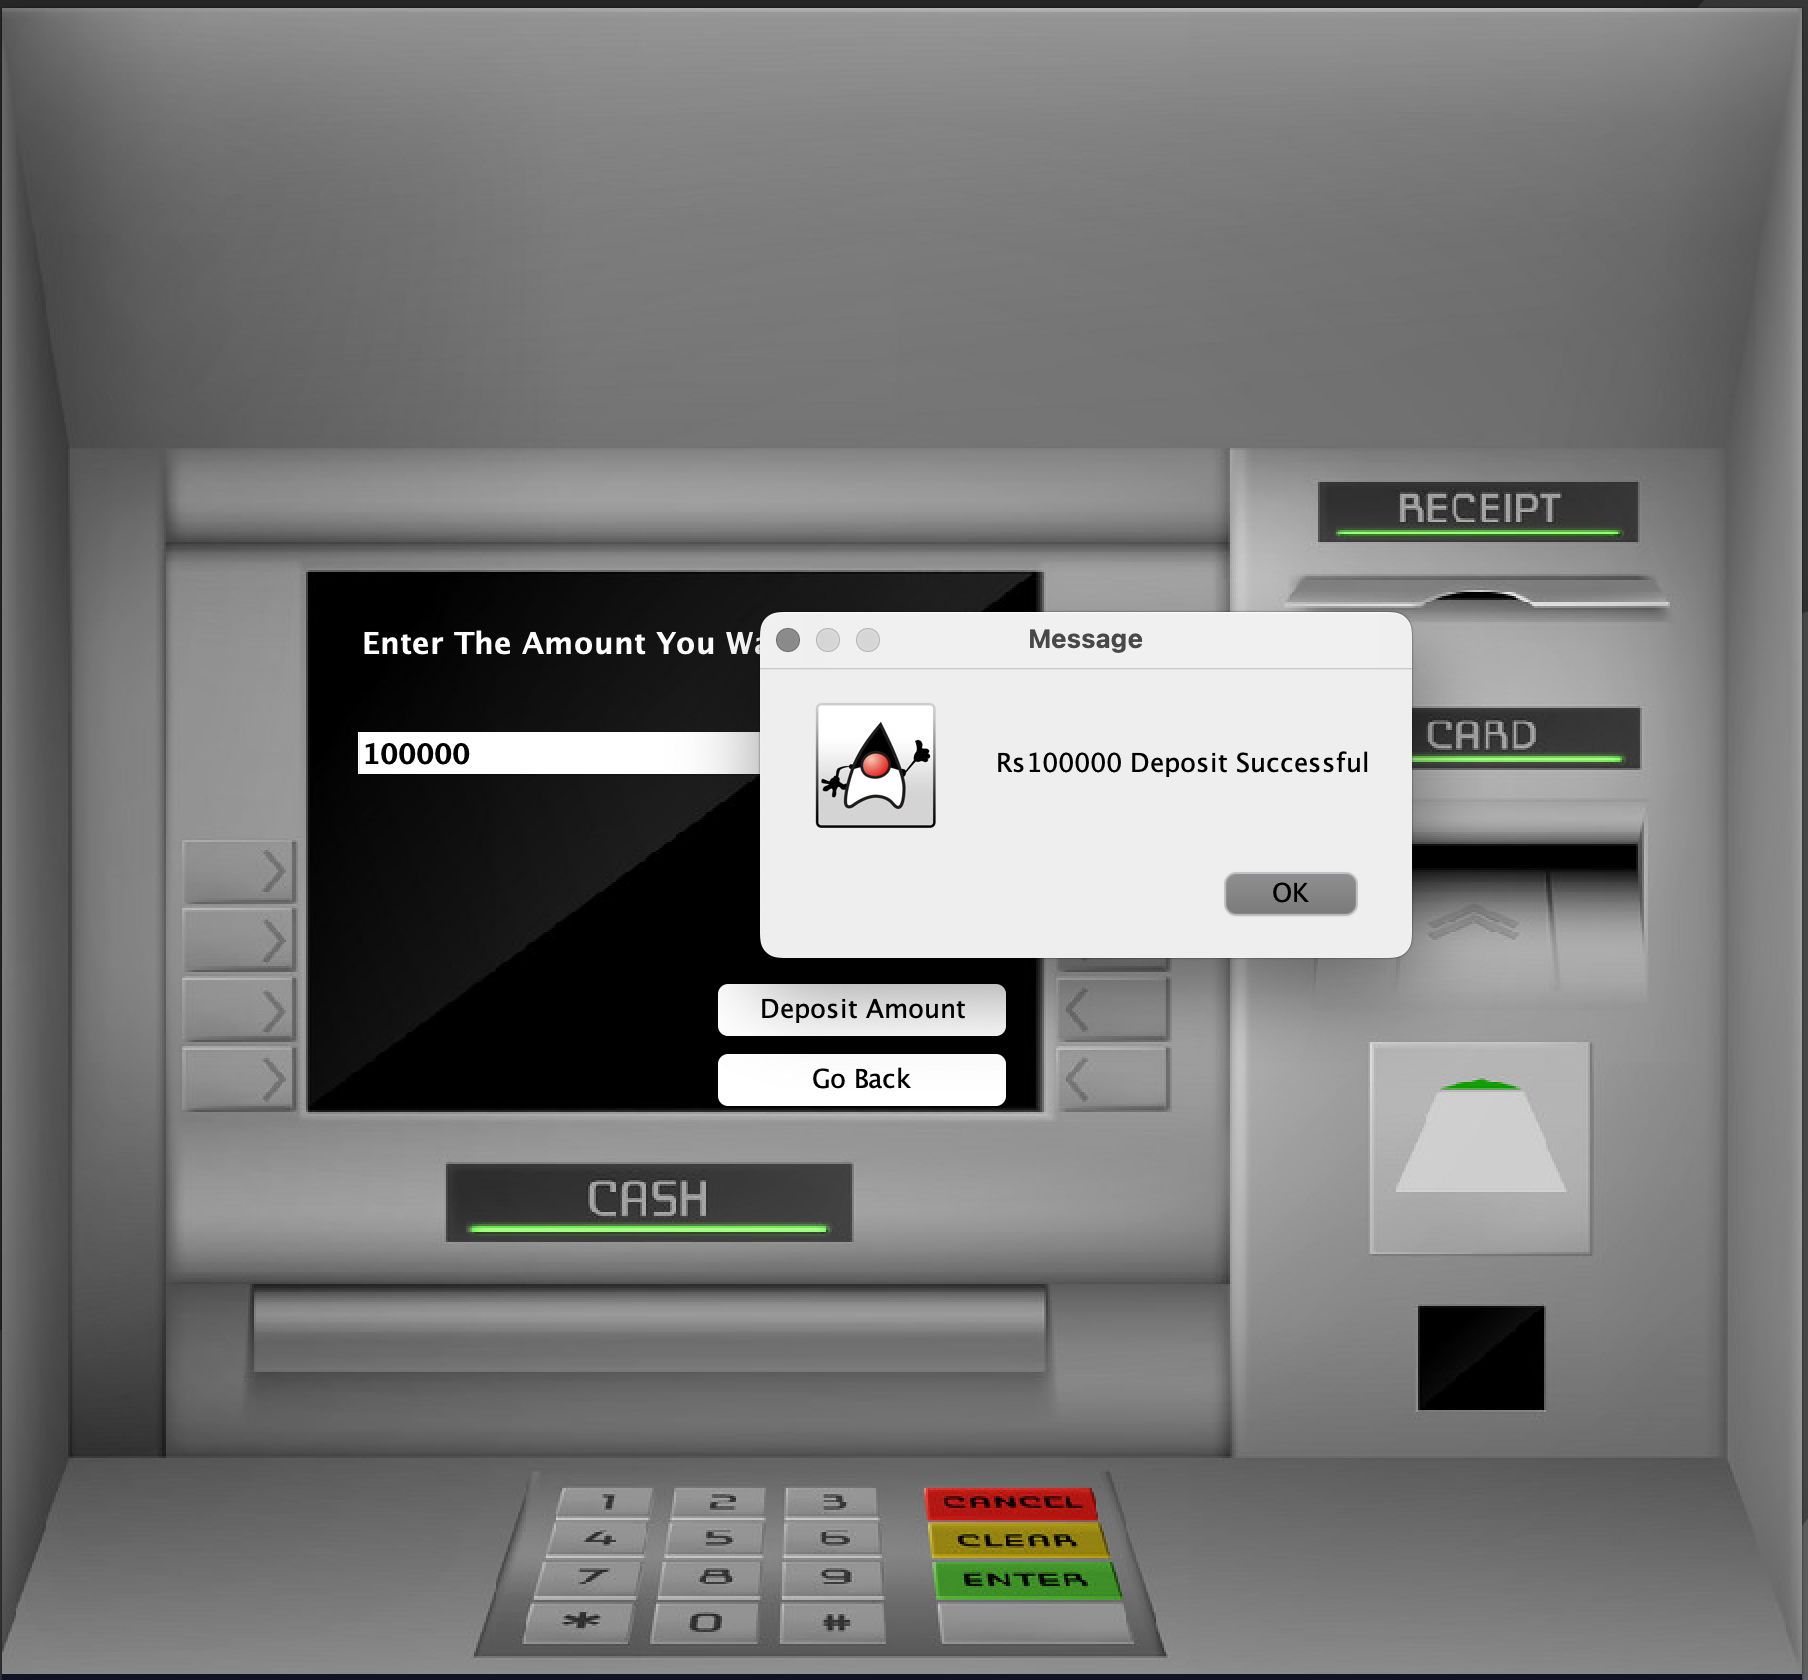 RECEIPT
Enter The Amount You
Message
CARD
100000
Rs100000 Deposit Successful
OK
Deposit Amount
Go Back
CASH
1 2 3 CANCEL
4 5 6 CLEAR
7 8 9 ENTER
* 0 #